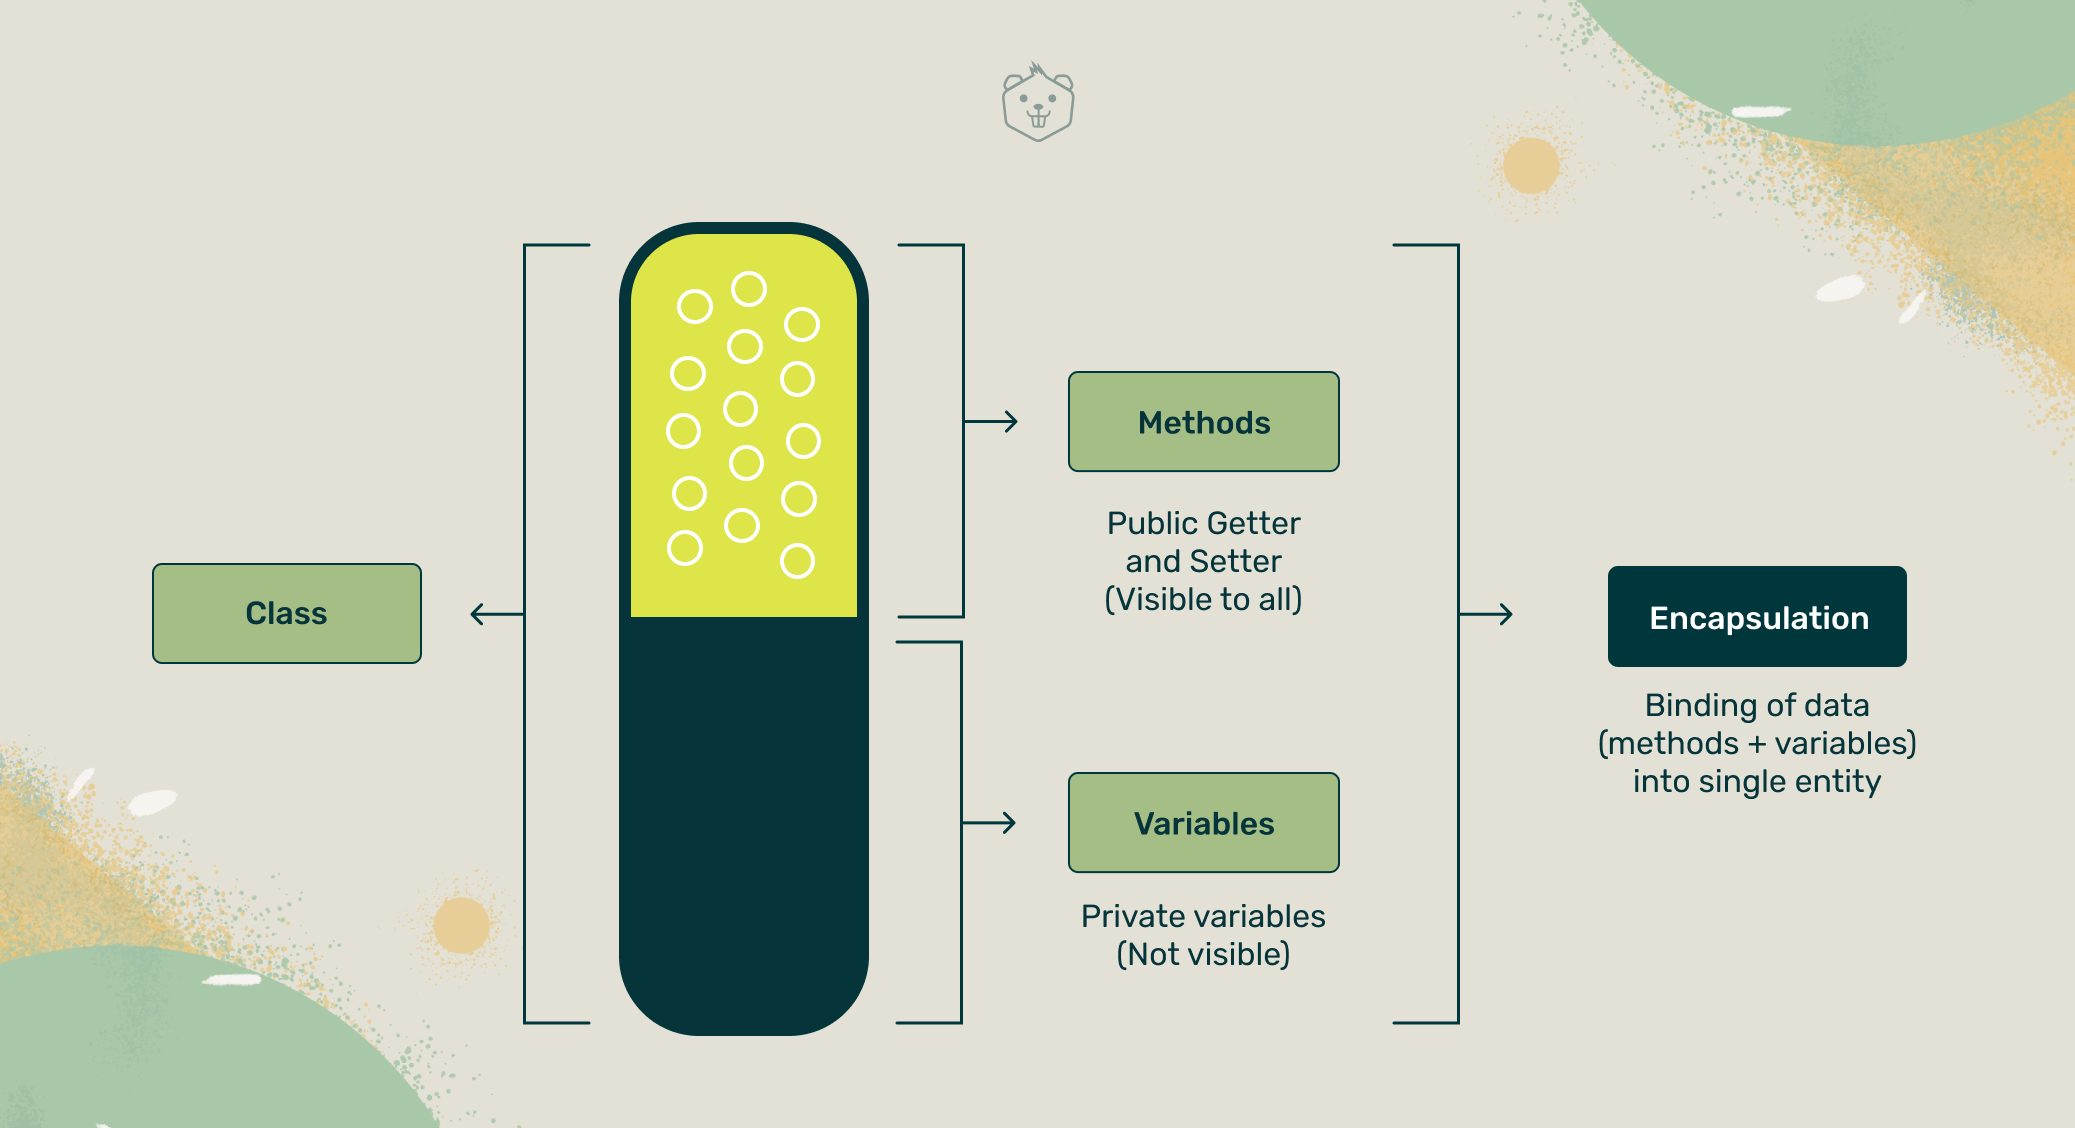 Class
Methods
Public Getter
and Setter
(Visible to all)
Variables
Private variables
(Not visible)
Encapsulation
Binding of data
(methods + variables)
into single entity